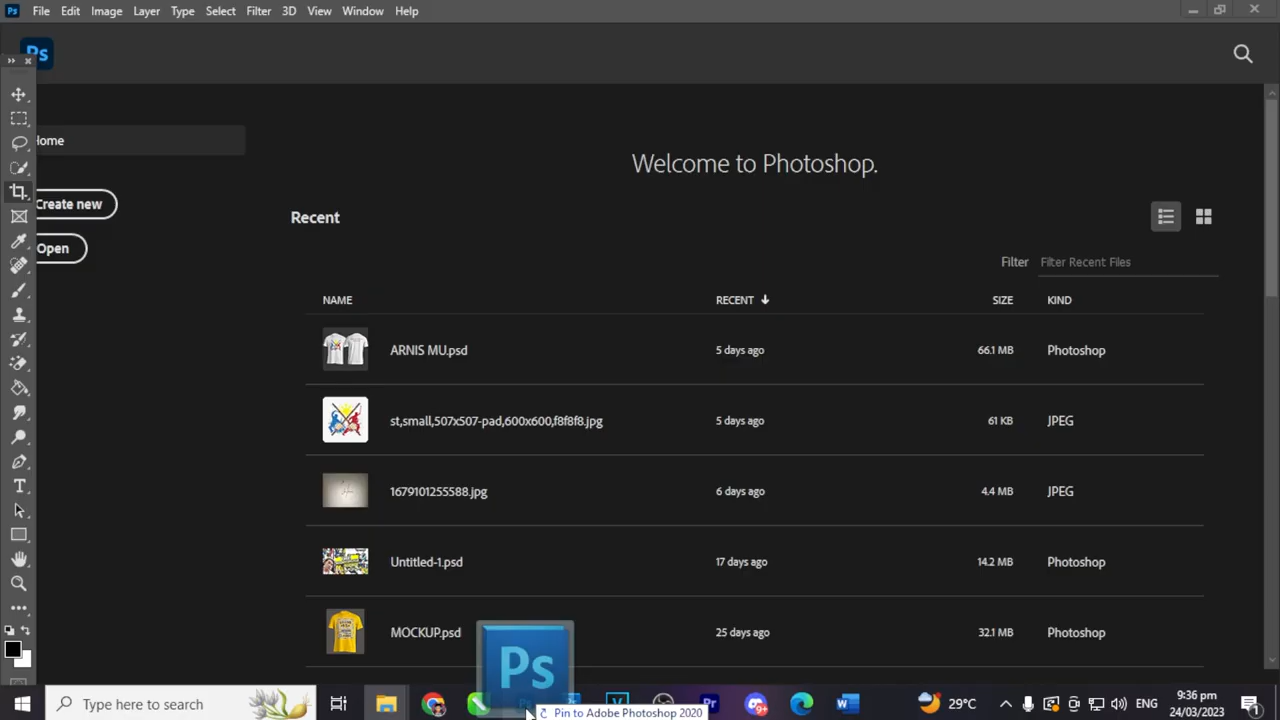 Ps File Edit Image Layer Type Select Filter 3D View Window Help
Ps
Home
Welcome to Photoshop.
Create new
Recent
Open
Filter Filter Recent Files
NAME RECENT SIZE KIND
ARNIS MU.psd 5 days ago 66.1 MB Photoshop
st,small,507x507-pad,600x600,f8f8f8.jpg 5 days ago 61 KB JPEG
1679101255588.jpg 6 days ago 4.4 MB JPEG
Untitled-1.psd 17 days ago 14.2 MB Photoshop
MOCKUP.psd 25 days ago 32.1 MB Photoshop
Ps
Type here to search
Pr
29°C
9:36 pm
24/03/2023
Pin to Adobe Photoshop 2020